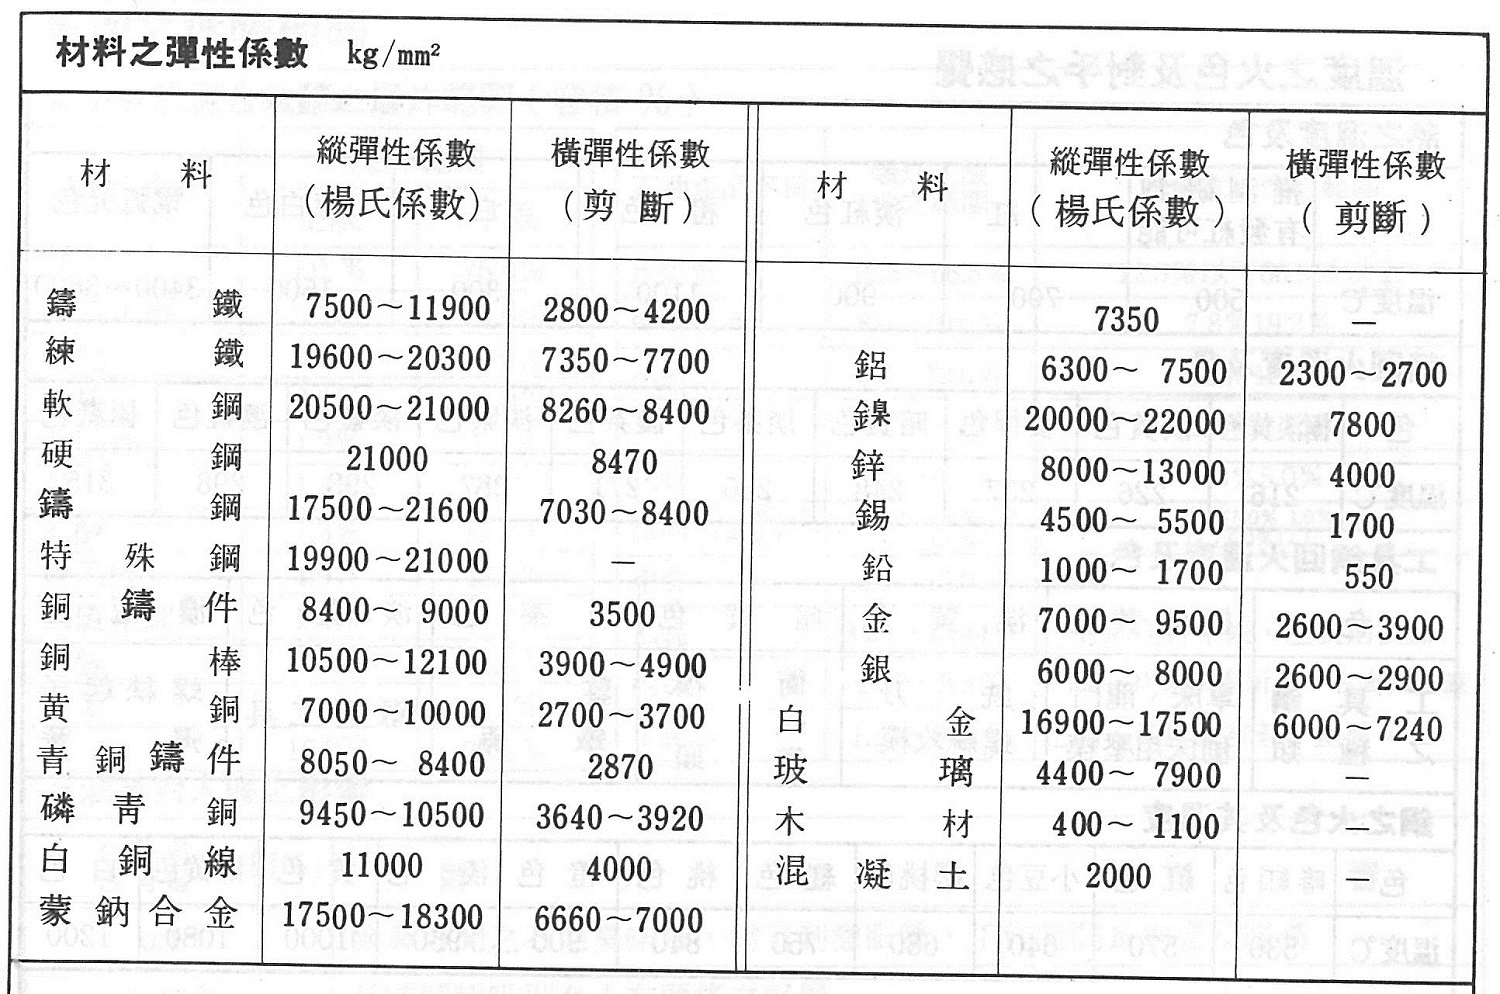 材料之彈性係數 kg/mm²
材料 縱彈性係數(楊氏係數) 橫彈性係數(剪斷)
鑄鐵 7500～11900 2800～4200
練鐵 19600～20300 7350～7700
軟鋼 20500～21000 8260～8400
硬鋼 21000 8470
鑄鋼 17500～21600 7030～8400
特殊鋼 19900～21000 —
銅鑄件 8400～9000 3500
銅棒 10500～12100 3900～4900
黃銅 7000～10000 2700～3700
青銅鑄件 8050～8400 2870
磷青銅 9450～10500 3640～3920
白銅線 11000 4000
蒙鈉合金 17500～18300 6660～7000
材料 縱彈性係數(楊氏係數) 橫彈性係數(剪斷)
7350 —
鋁 6300～7500 2300～2700
鎳 20000～22000 7800
鋅 8000～13000 4000
錫 4500～5500 1700
鉛 1000～1700 550
金 7000～9500 2600～3900
銀 6000～8000 2600～2900
白金 16900～17500 6000～7240
玻璃 4400～7900 —
木材 400～1100 —
混凝土 2000